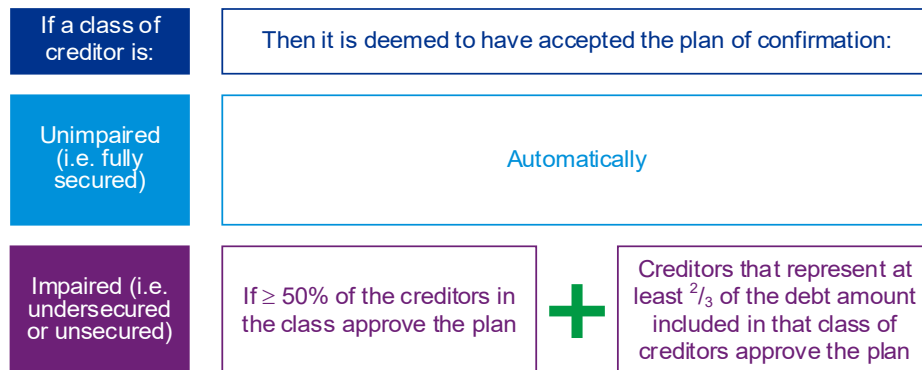 If a class of
creditor is:
Then it is deemed to have accepted the plan of confirmation:
Unimpaired
(i.e. fully
secured)
Automatically
Impaired (i.e.
undersecured
or unsecured)
If ≥ 50% of the creditors in
the class approve the plan
Creditors that represent at
least 2/3 of the debt amount
included in that class of
creditors approve the plan